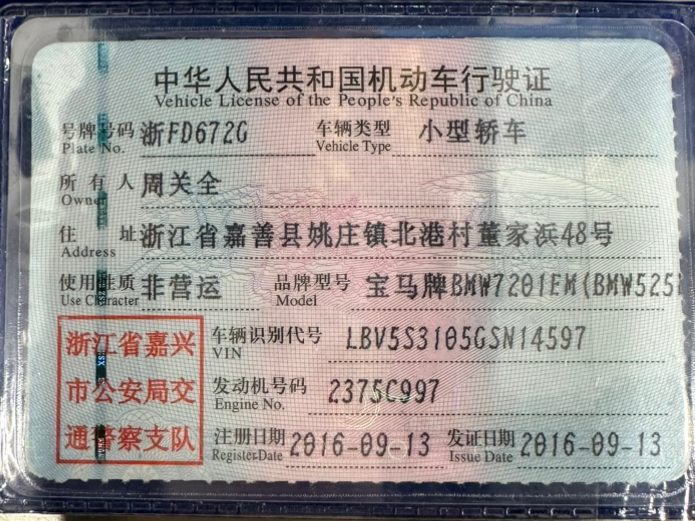 中华人民共和国机动车行驶证
Vehicle License of the People's Republic of China
号牌号码 浙FD672G 车辆类型 小型轿车
Plate No. Vehicle Type
所有人 周关全
Owner
住址 浙江省嘉善县姚庄镇北港村董家浜48号
Address
使用性质 非营运 品牌型号 宝马牌BMW7201EM(BMW525
Use Character Model
浙江省嘉兴
市公安局交
通警察支队
车辆识别代号 LBV5S3105GSN14597
VIN
发动机号码 2375C997
Engine No.
注册日期 2016-09-13 发证日期 2016-09-13
Register Date Issue Date